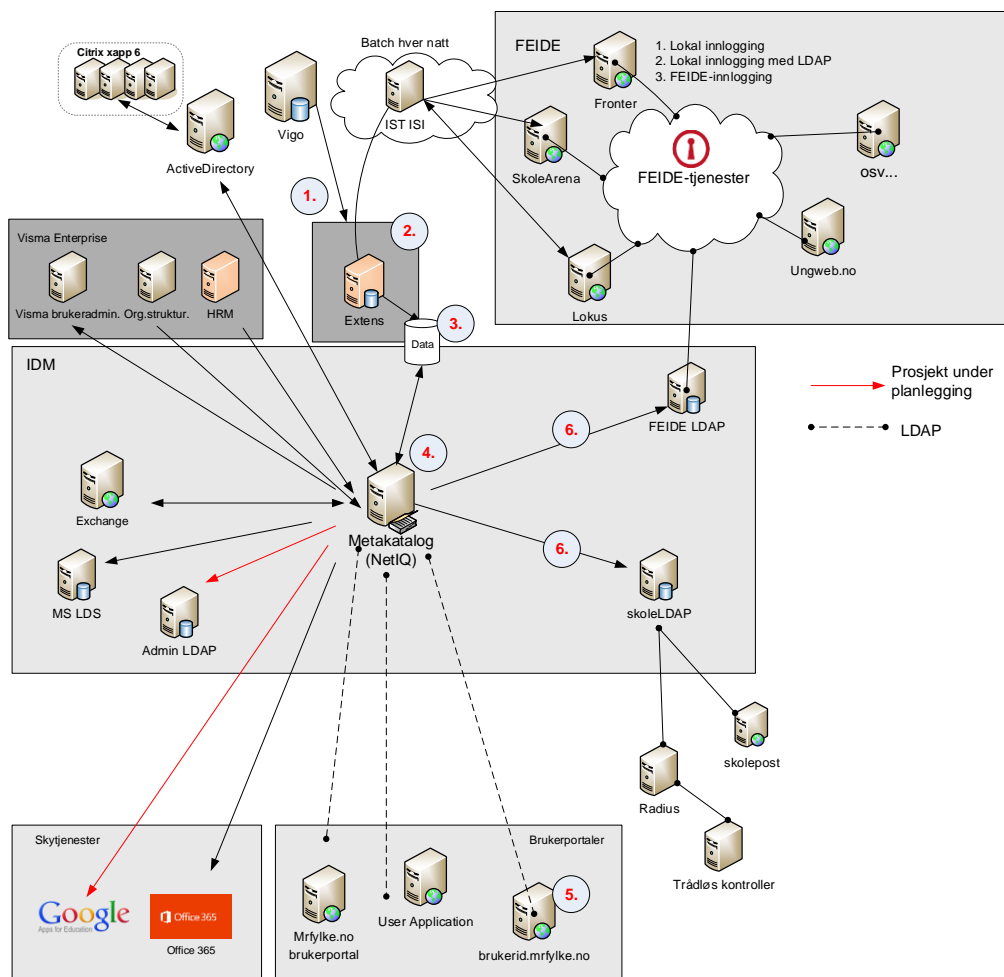 Citrix xapp 6
ActiveDirectory
Vigo
Batch hver natt
IST ISI
FEIDE
1. Lokal innlogging
2. Lokal innlogging med LDAP
3. FEIDE-innlogging
Fronter
SkoleArena
FEIDE-tjenester
osv...
Ungweb.no
Lokus
1.
2.
Visma Enterprise
Visma brukeradmin.
Org.struktur.
HRM
Extens
3.
Data
IDM
Prosjekt under
planlegging
LDAP
FEIDE LDAP
6.
4.
Exchange
Metakatalog
(NetIQ)
6.
MS LDS
Admin LDAP
skoleLDAP
skolepost
Radius
Trådløs kontroller
Skytjenester
Google
Apps for Education
Office 365
Office 365
Brukerportaler
Mrfylke.no
brukerportal
User Application
5.
brukerid.mrfylke.no